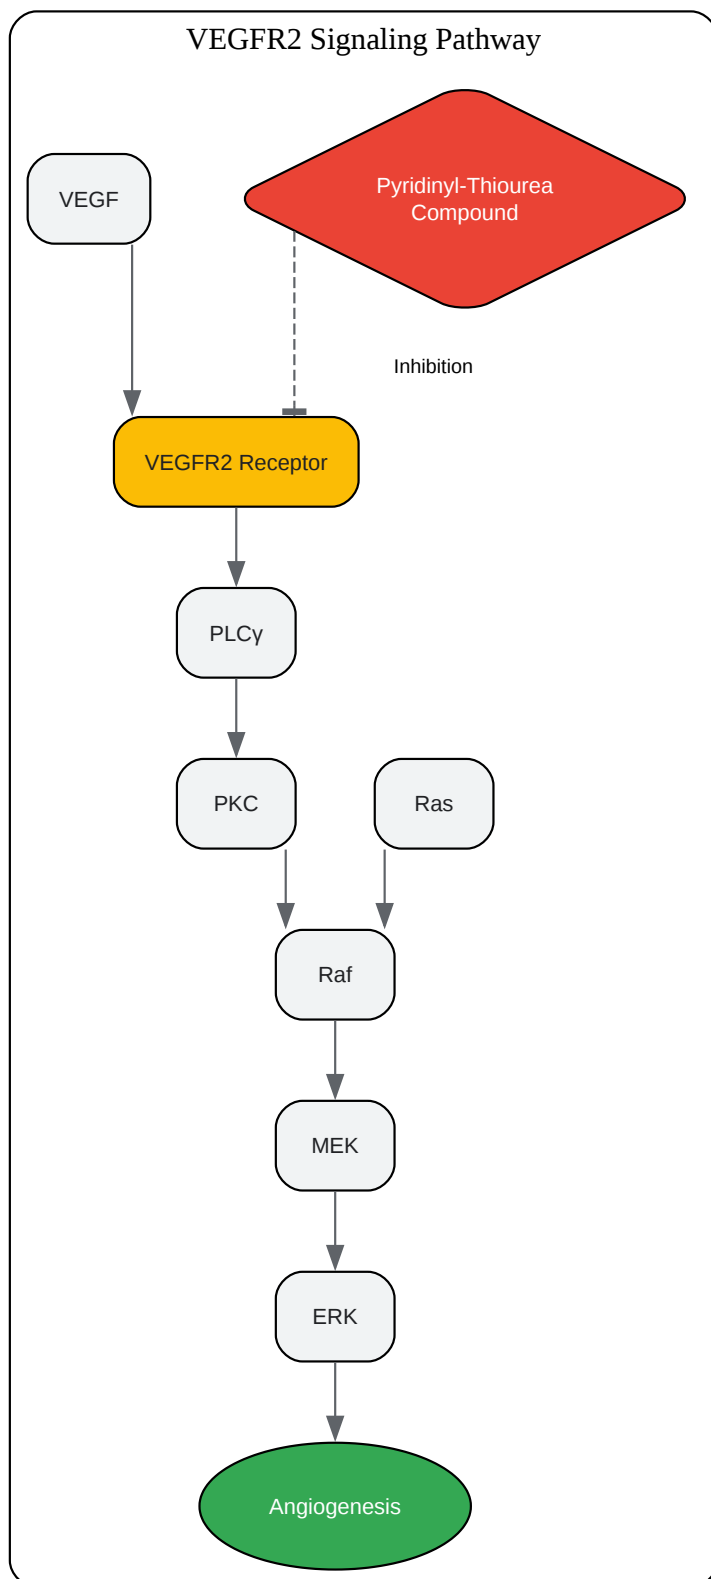 VEGFR2 Signaling Pathway
VEGF
Pyridinyl-Thiourea
Compound
Inhibition
VEGFR2 Receptor
PLCγ
PKC
Ras
Raf
MEK
ERK
Angiogenesis